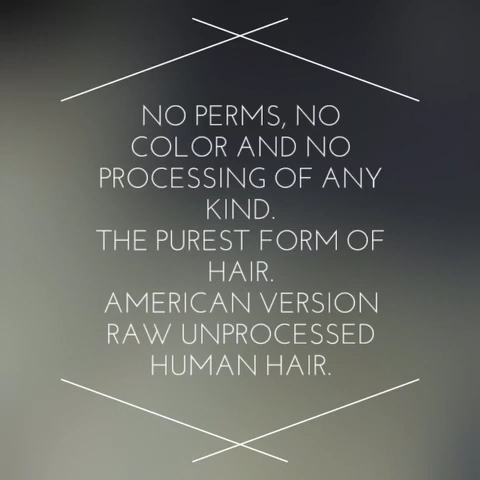 NO PERMS, NO
COLOR AND NO
PROCESSING OF ANY
KIND.
THE PUREST FORM OF
HAIR.
AMERICAN VERSION
RAW UNPROCESSED
HUMAN HAIR.